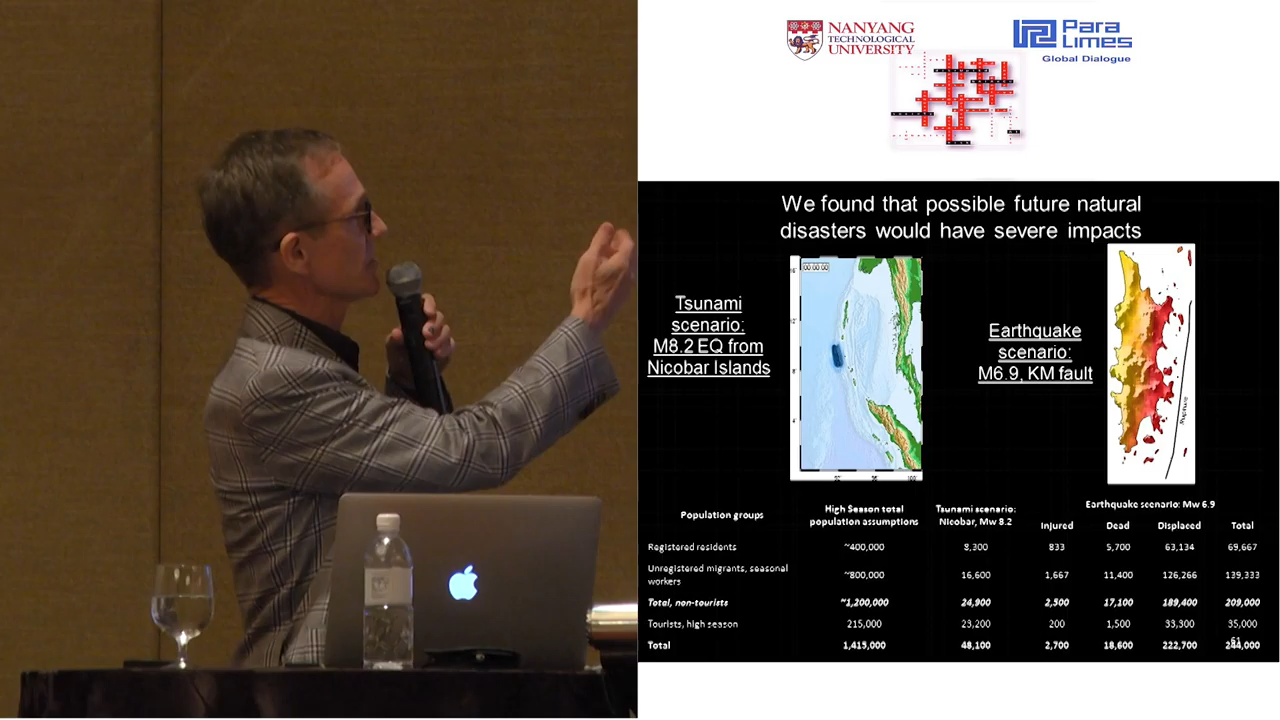 NANYANG
TECHNOLOGICAL
UNIVERSITY
Para
Limes
Global Dialogue
We found that possible future natural
disasters would have severe impacts
Tsunami
scenario:
M8.2 EQ from
Nicobar Islands
00:00:00
Earthquake
scenario:
M6.9, KM fault
Rupture
Population groups
High Season total
population assumptions
Tsunami scenario:
Nicobar, Mw 8.2
Earthquake scenario: Mw 6.9
Injured Dead Displaced Total
Registered residents ~400,000 8,300 833 5,700 63,134 69,667
Unregistered migrants, seasonal
workers ~800,000 16,600 1,667 11,400 126,266 139,333
Total, non-tourists ~1,200,000 24,900 2,500 17,100 189,400 209,000
Tourists, high season 215,000 23,200 200 1,500 33,300 35,000
61
Total 1,415,000 48,100 2,700 18,600 222,700 244,000